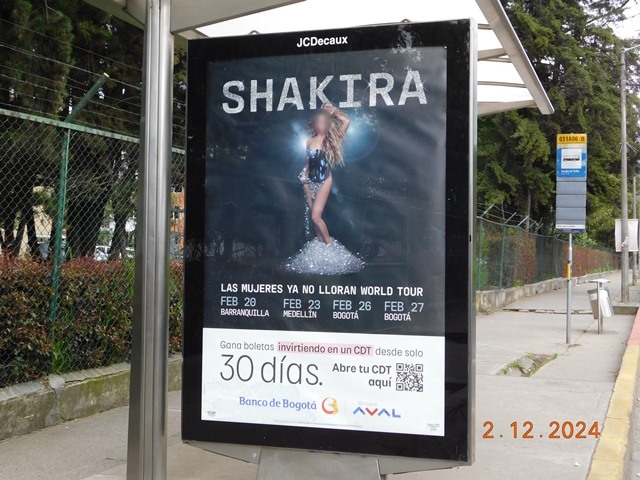 JCDecaux
SHAKIRA
LAS MUJERES YA NO LLORAN WORLD TOUR
FEB 20 FEB 23 FEB 26 FEB 27
BARRANQUILLA MEDELLÍN BOGOTÁ BOGOTÁ
Gana boletas invirtiendo en un CDT desde solo
30 días.
Abre tu CDT
aquí
Banco de Bogotá
Grupo
AVAL
031A06
2.12.2024